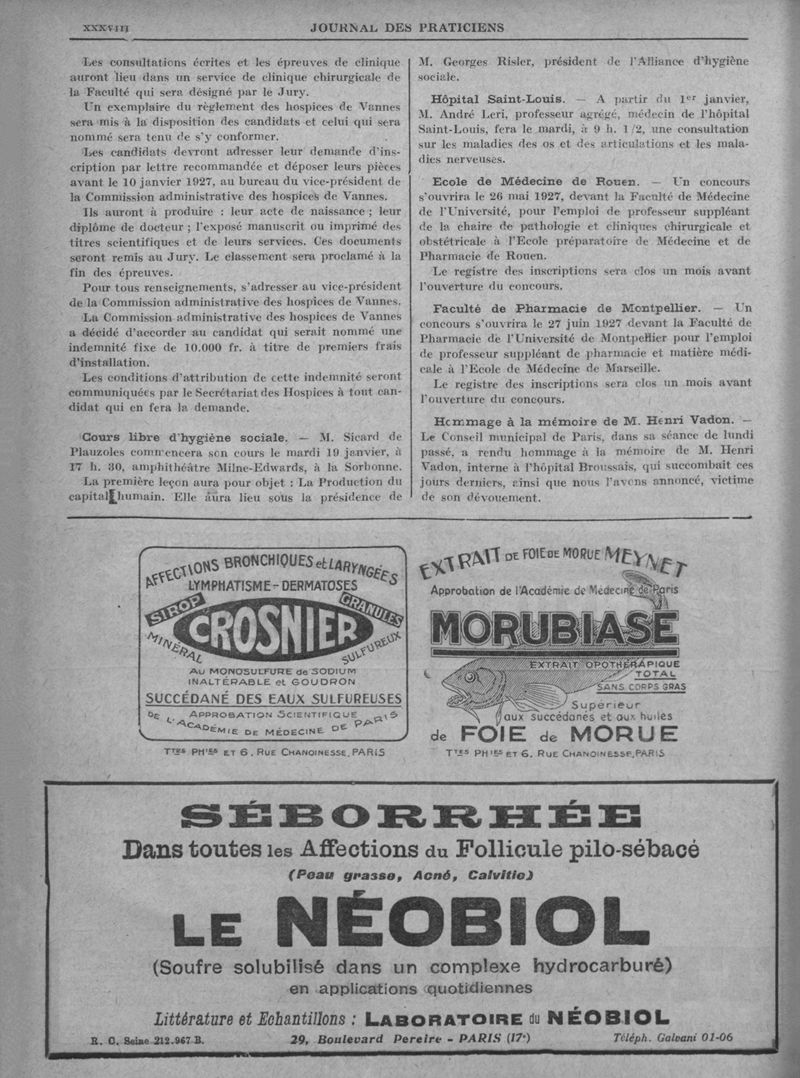 XXXVIIJ
JOURNAL DES PRATICIENS
Les consultations écrites et les épreuves de clinique
auront lieu dans un service de clinique chirurgicale de
la Faculté qui sera désigné par le Jury.
Un exemplaire du règlement des hospices de Vannes
sera mis à la disposition des candidats et celui qui sera
nommé sera tenu de s'y conformer.
Les candidats devront adresser leur demande d'ins-
cription par lettre recommandée et déposer leurs pièces
avant le 10 janvier 1927, au bureau du vice-président de
la Commission administrative des hospices de Vannes.
Ils auront à produire : leur acte de naissance ; leur
diplôme de docteur ; l'exposé manuscrit ou imprimé des
titres scientifiques et de leurs services. Ces documents
seront remis au Jury. Le classement sera proclamé à la
fin des épreuves.
Pour tous renseignements, s'adresser au vice-président
de la Commission administrative des hospices de Vannes.
La Commission administrative des hospices de Vannes
a décidé d'accorder au candidat qui serait nommé une
indemnité fixe de 10.000 fr. à titre de premiers frais
d'installation.
Les conditions d'attribution de cette indemnité seront
communiquées par le Secrétariat des Hospices à tout can-
didat qui en fera la demande.
Cours libre d'hygiène sociale. — M. Sicard de
Plauzoles commencera son cours le mardi 19 janvier, à
17 h. 30, amphithéâtre Milne-Edwards, à la Sorbonne.
La première leçon aura pour objet : La Production du
capital humain. Elle aura lieu sous la présidence de
M. Georges Risler, président de l'Alliance d'hygiène
sociale.
Hôpital Saint-Louis. — A partir du 1er janvier,
M. André Leri, professeur agrégé, médecin de l'hôpital
Saint-Louis, fera le mardi, à 9 h. 1/2, une consultation
sur les maladies des os et des articulations et les mala-
dies nerveuses.
Ecole de Médecine de Rouen. — Un concours
s'ouvrira le 26 mai 1927, devant la Faculté de Médecine
de l'Université, pour l'emploi de professeur suppléant
de la chaire de pathologie et cliniques chirurgicale et
obstétricale à l'Ecole préparatoire de Médecine et de
Pharmacie de Rouen.
Le registre des inscriptions sera clos un mois avant
l'ouverture du concours.
Faculté de Pharmacie de Montpellier. — Un
concours s'ouvrira le 27 juin 1927 devant la Faculté de
Pharmacie de l'Université de Montpellier pour l'emploi
de professeur suppléant de pharmacie et matière médi-
cale à l'Ecole de Médecine de Marseille.
Le registre des inscriptions sera clos un mois avant
l'ouverture du concours.
Hommage à la mémoire de M. Henri Vadon. —
Le Conseil municipal de Paris, dans sa séance de lundi
passé, a rendu hommage à la mémoire de M. Henri
Vadon, interne à l'hôpital Broussais, qui succombait ces
jours derniers, ainsi que nous l'avons annoncé, victime
de son dévouement.
AFFECTIONS BRONCHIQUES et LARYNGÉES
LYMPHATISME - DERMATOSES
SIROP GRANULES
CROSNIER
MINÉRAL SULFUREUX
AU MONOSULFURE de SODIUM
INALTÉRABLE et GOUDRON
SUCCÉDANÉ DES EAUX SULFUREUSES
APPROBATION SCIENTIFIQUE
DE L'ACADÉMIE DE MÉDECINE DE PARIS
Ttes PHies ET 6, RUE CHANOINESSE, PARIS
EXTRAIT DE FOIE DE MORUE MEYNET
Approbation de l'Académie de Médecine de Paris
MORUBIASE
EXTRAIT OPOTHÉRAPIQUE
TOTAL
SANS CORPS GRAS
Supérieur
aux succédanés et aux huiles
de FOIE de MORUE
Ttes PHies ET 6. RUE CHANOINESSE, PARIS
SÉBORRHÉE
Dans toutes les Affections du Follicule pilo-sébacé
(Peau grasse, Acné, Calvitie)
LE NÉOBIOL
(Soufre solubilisé dans un complexe hydrocarburé)
en applications quotidiennes
Littérature et Echantillons : LABORATOIRE du NÉOBIOL
R. C. Seine 212.967 B. 29, Boulevard Pereire - PARIS (17e) Téléph. Galvani 01-06